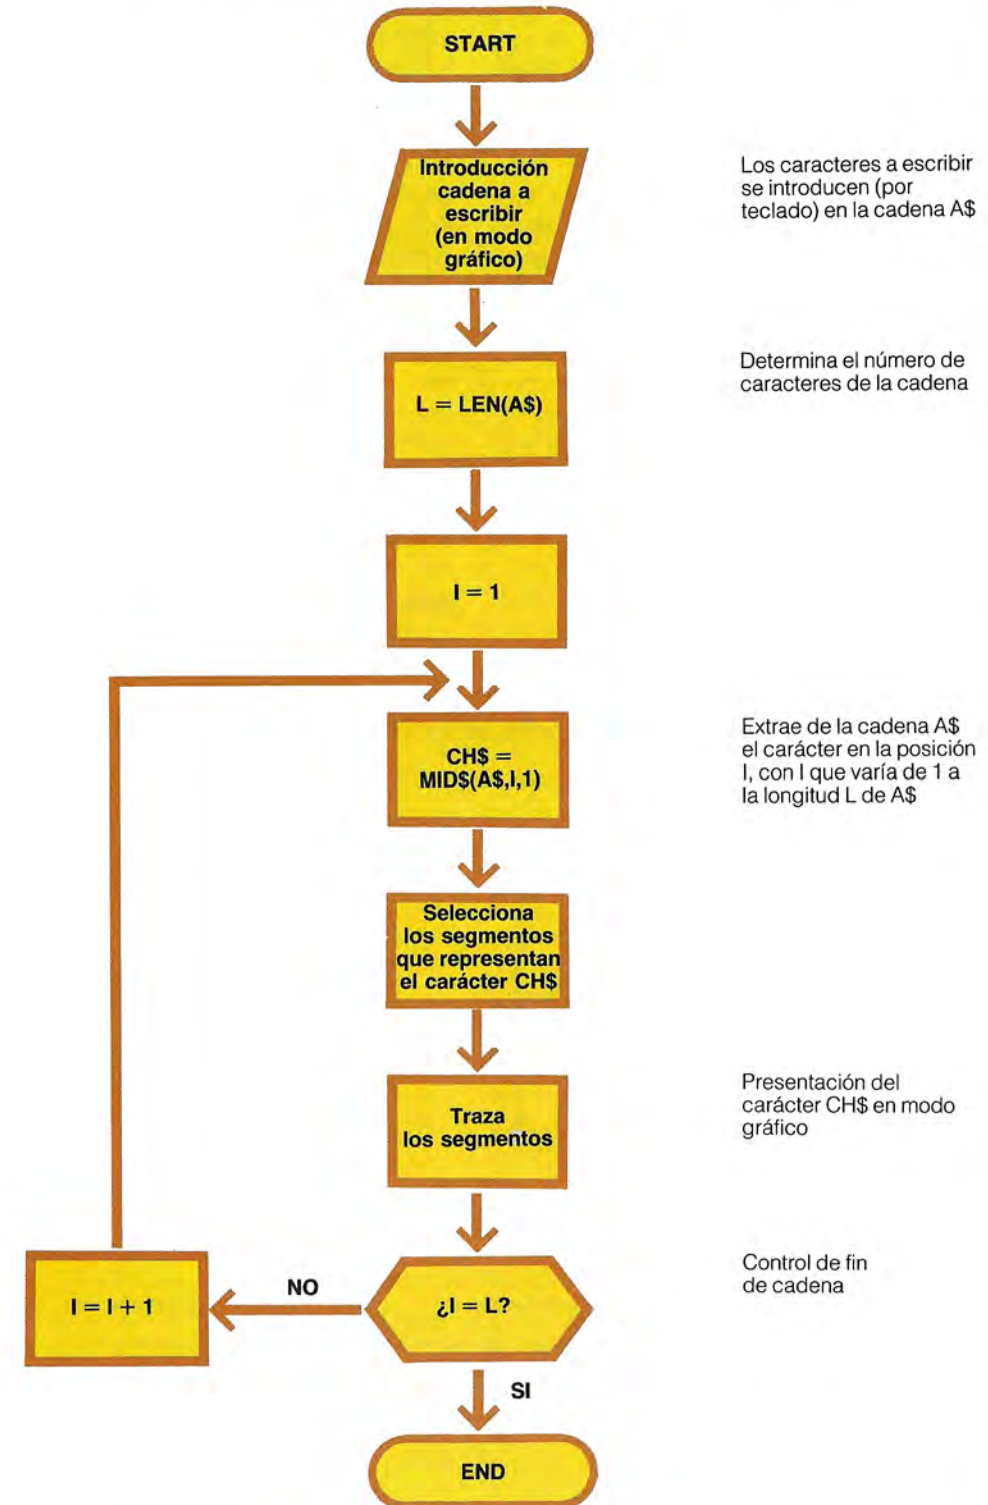 START
Introducción
cadena a
escribir
(en modo
gráfico)
Los caracteres a escribir
se introducen (por
teclado) en la cadena A$
L = LEN(A$)
Determina el número de
caracteres de la cadena
I = 1
CH$ =
MID$(A$,I,1)
Extrae de la cadena A$
el carácter en la posición
I, con I que varía de 1 a
la longitud L de A$
Selecciona
los segmentos
que representan
el carácter CH$
Traza
los segmentos
Presentación del
carácter CH$ en modo
gráfico
I = I + 1
NO
¿I = L?
Control de fin
de cadena
SI
END